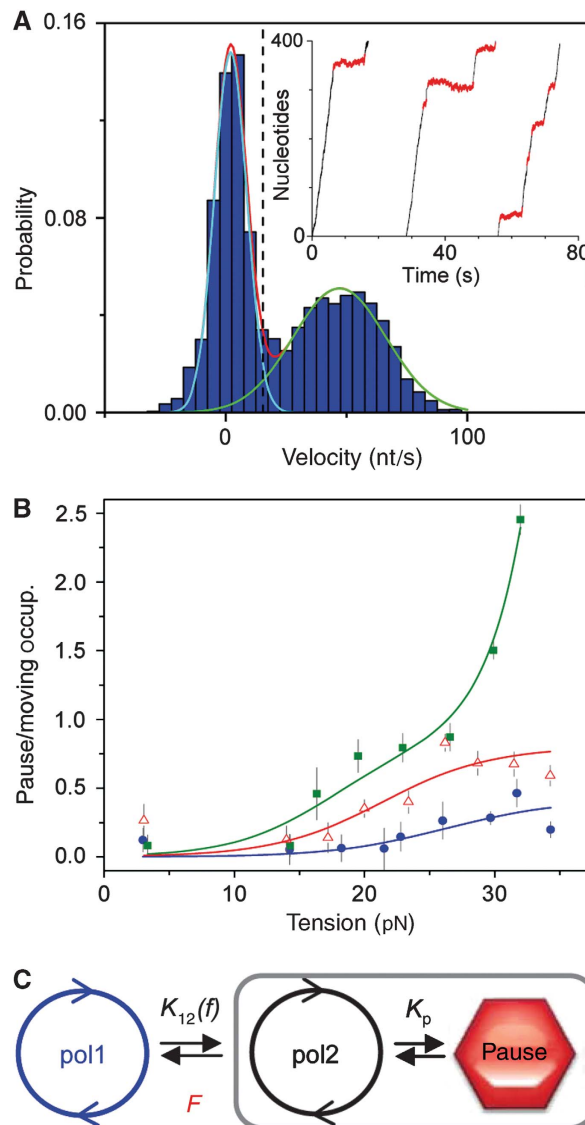 A
0.16
0.08
0.00
Probability
0
100
Velocity (nt/s)
400
0
Nucleotides
0
40
80
Time (s)
B
2.5
2.0
1.5
1.0
0.5
0.0
Pause/moving occup.
0
10
20
30
Tension (pN)
C
pol1
K12(f)
F
pol2
Kp
Pause